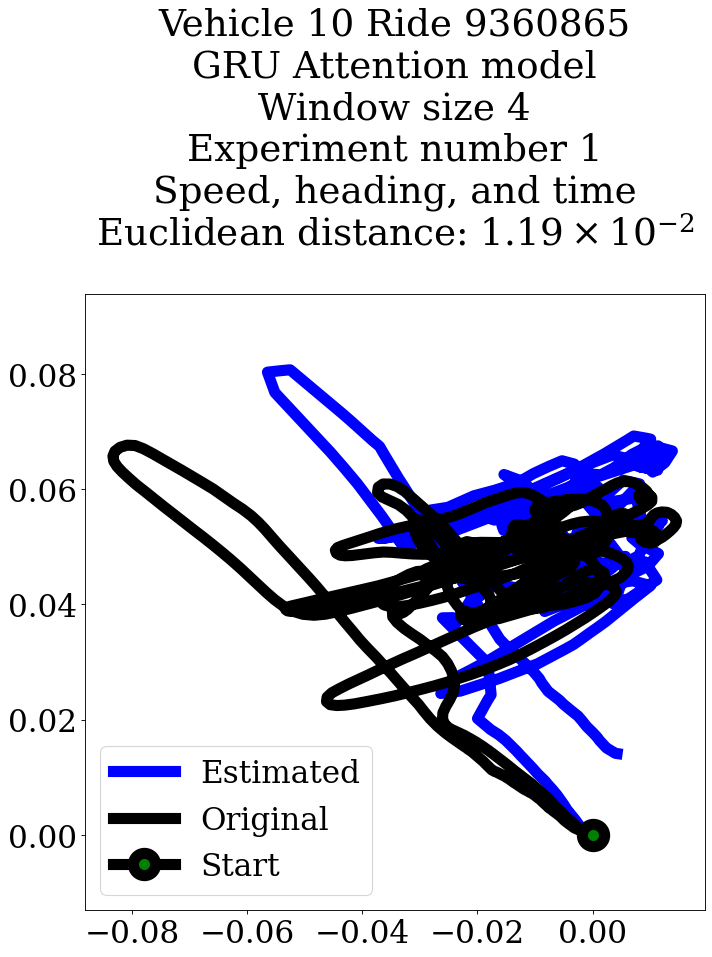 Vehicle 10 Ride 9360865
GRU Attention model
Window size 4
Experiment number 1
Speed, heading, and time
Euclidean distance: 1.19 × 10⁻²
0.08
0.06
0.04
0.02
0.00
Estimated
Original
Start
−0.08 −0.06 −0.04 −0.02 0.00